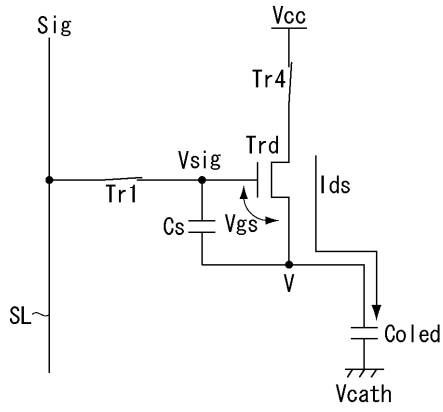 Sig
Vcc
Tr4
Trd
Vsig
Ids
Tr1
Cs
Vgs
V
SL
Coled
Vcath